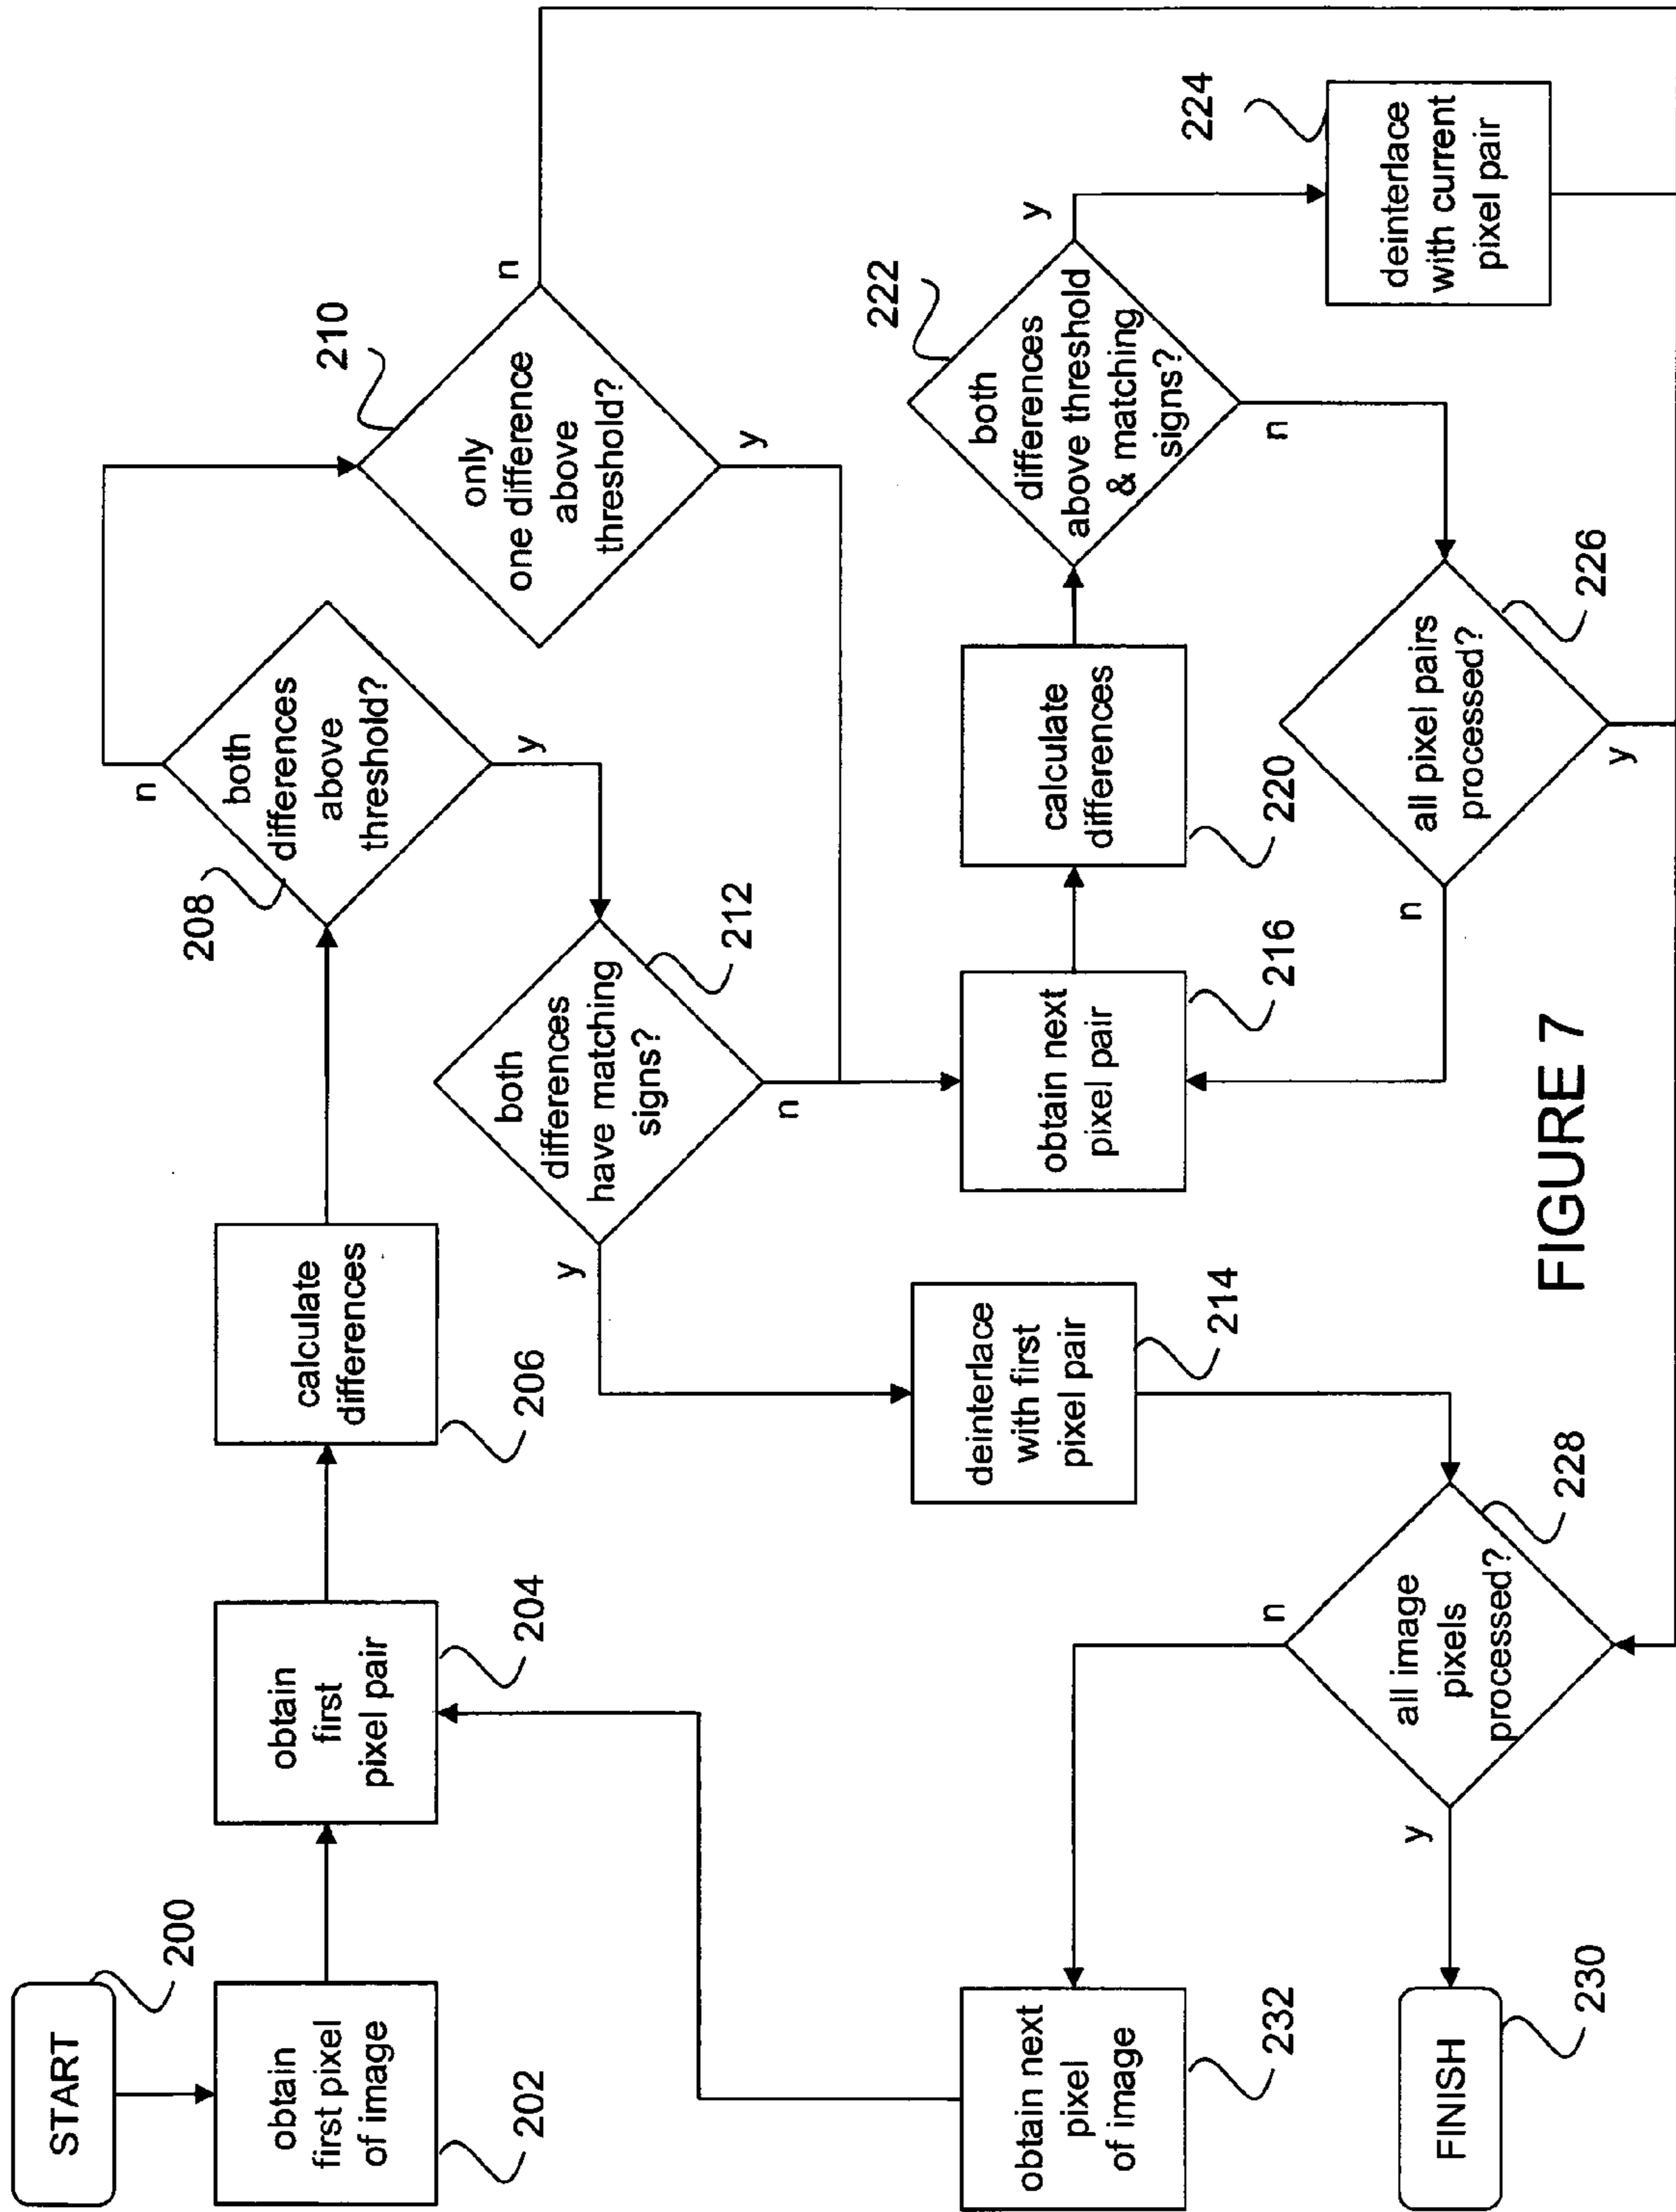 START
200
obtain
first pixel
of image
202
obtain
first
pixel pair
204
calculate
differences
206
both
differences
above
threshold?
208
n
y
only
one difference
above
threshold?
210
n
y
both
differences
have matching
signs?
212
y
n
deinterlace
with first
pixel pair
214
obtain next
pixel pair
216
calculate
differences
220
both
differences
above threshold
& matching
signs?
222
y
n
deinterlace
with current
pixel pair
224
all pixel pairs
processed?
226
n
y
all image
pixels
processed?
228
n
y
obtain next
pixel
of image
232
FINISH
230
FIGURE 7